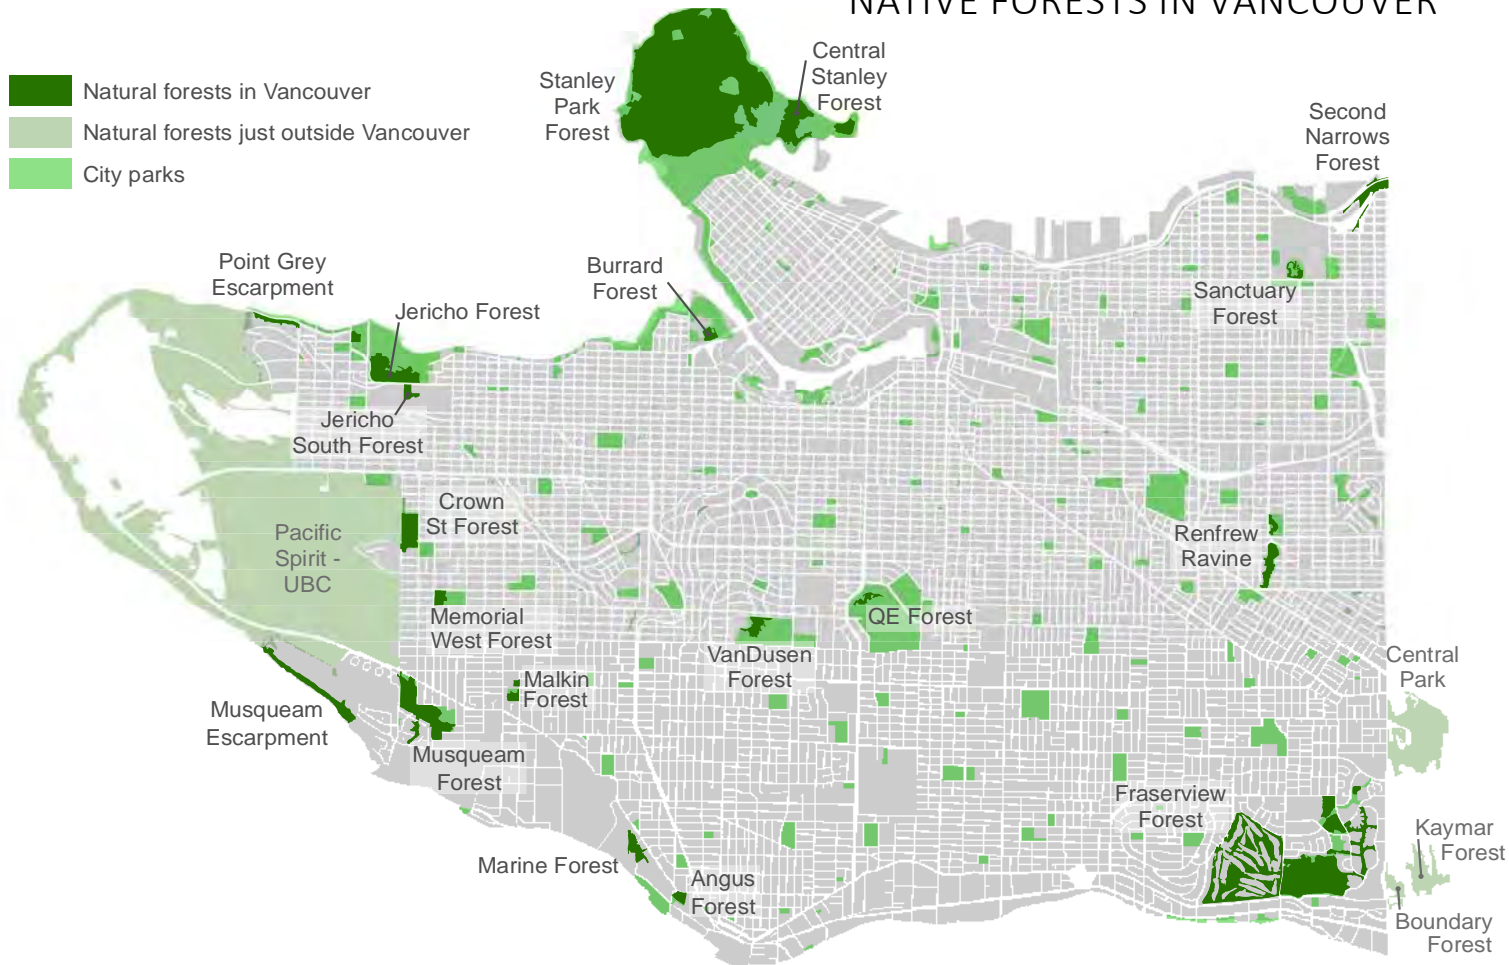 NATIVE FORESTS IN VANCOUVER
Natural forests in Vancouver
Natural forests just outside Vancouver
City parks
Stanley
Park
Forest
Central
Stanley
Forest
Second
Narrows
Forest
Point Grey
Escarpment
Jericho Forest
Burrard
Forest
Sanctuary
Forest
Jericho
South Forest
Crown
St Forest
Pacific
Spirit -
UBC
Renfrew
Ravine
Memorial
West Forest
QE Forest
VanDusen
Forest
Malkin
Forest
Central
Park
Musqueam
Escarpment
Musqueam
Forest
Fraserview
Forest
Kaymar
Forest
Marine Forest
Angus
Forest
Boundary
Forest